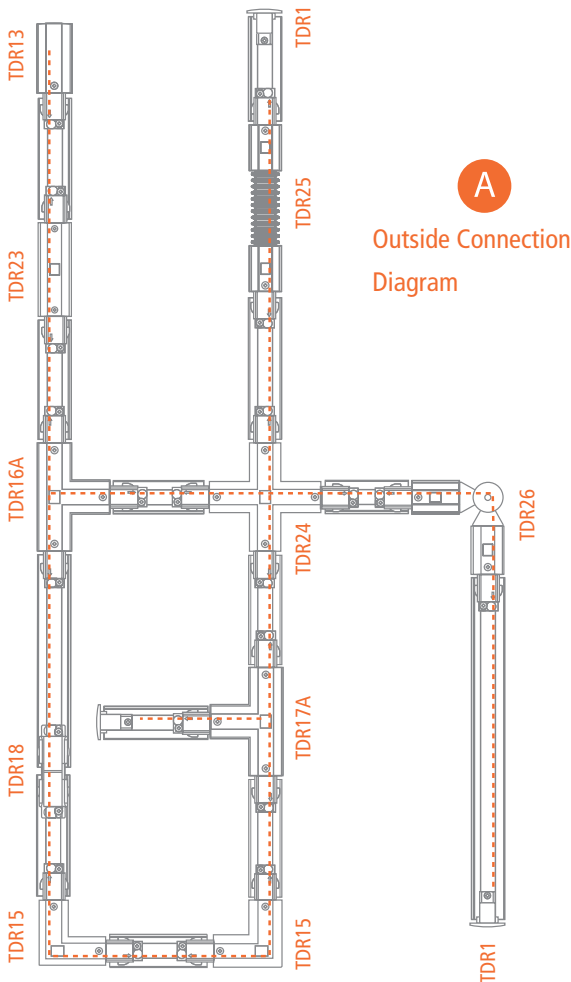 TDR13
TDR1
A
Outside Connection
Diagram
TDR25
TDR23
TDR16A
TDR26
TDR24
TDR17A
TDR18
TDR15
TDR15
TDR1